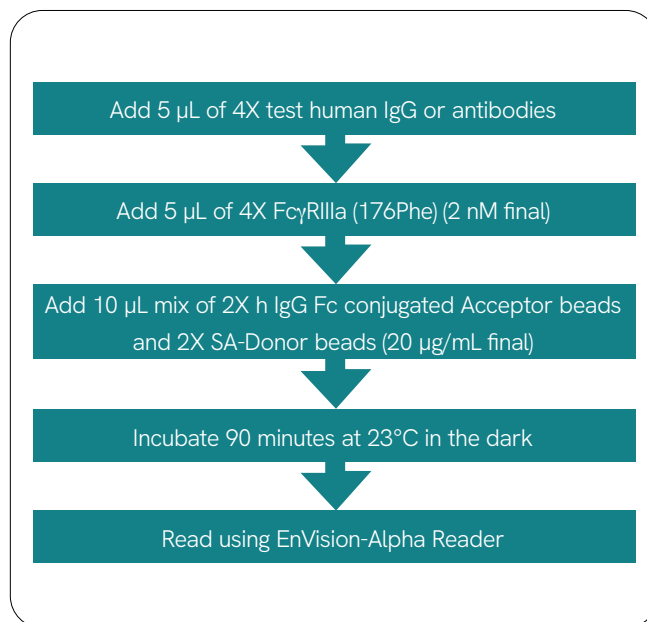 Add 5 µL of 4X test human IgG or antibodies
Add 5 µL of 4X FcγRIIIa (176Phe) (2 nM final)
Add 10 µL mix of 2X h IgG Fc conjugated Acceptor beads
and 2X SA-Donor beads (20 µg/mL final)
Incubate 90 minutes at 23°C in the dark
Read using EnVision-Alpha Reader